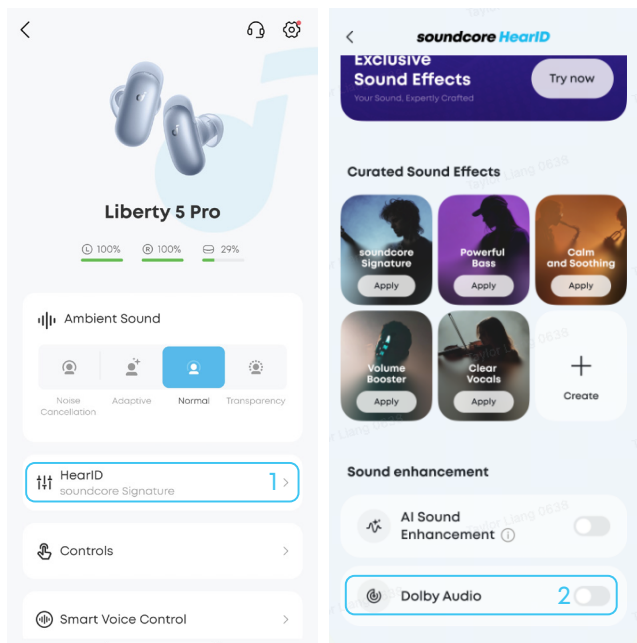 Liberty 5 Pro
L 100%
R 100%
29%
Ambient Sound
Noise
Cancellation
Adaptive
Normal
Transparency
HearID
soundcore Signature
1
Controls
Smart Voice Control
soundcore HearID
Exclusive
Sound Effects
Your Sound, Expertly Crafted
Try now
Curated Sound Effects
soundcore
Signature
Apply
Powerful
Bass
Apply
Calm
and Soothing
Apply
Volume
Booster
Apply
Clear
Vocals
Apply
Create
Sound enhancement
AI Sound
Enhancement
Dolby Audio
2
Taylor Liang 0838